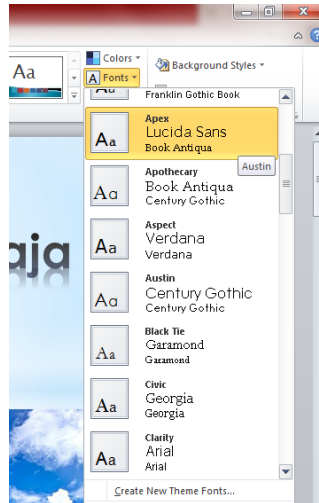 Aa
Colors
Background Styles
Fonts
Aa
Franklin Gothic Book
Apex
Aa
Lucida Sans
Book Antiqua
Austin
Apothecary
Aa
Book Antiqua
Century Gothic
Aspect
Aa
Verdana
Verdana
Austin
Aa
Century Gothic
Century Gothic
Black Tie
Aa
Garamond
Garamond
Civic
Aa
Georgia
Georgia
Clarity
Aa
Arial
Arial
Create New Theme Fonts...
aja